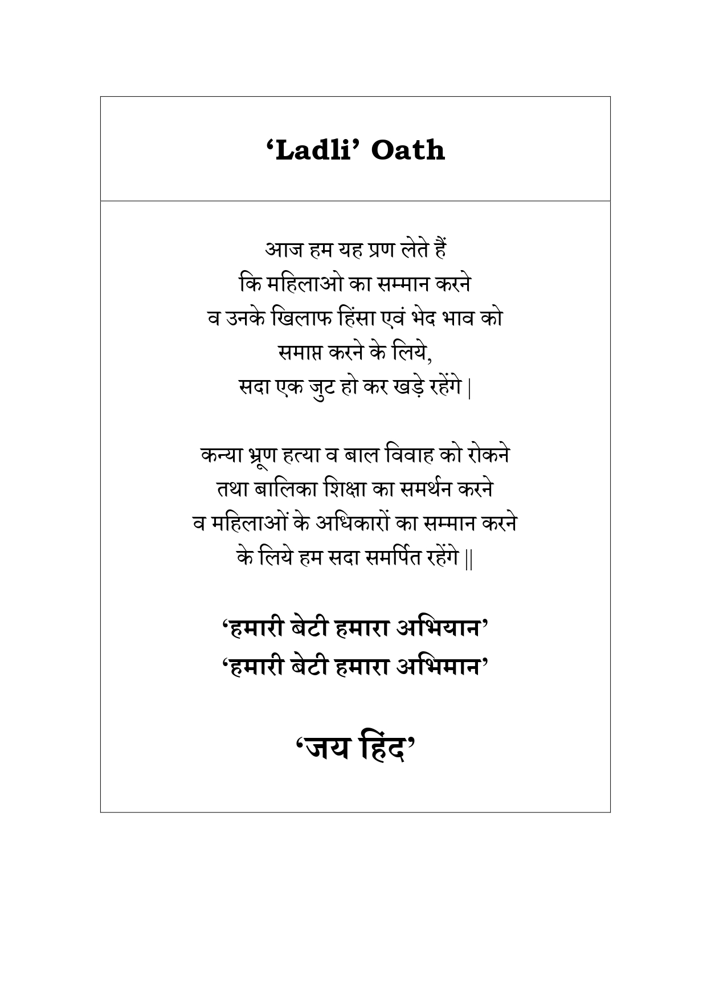 ‘Ladli’ Oath
आज हम यह प्रण लेते हैं
कि महिलाओ का सम्मान करने
व उनके खिलाफ हिंसा एवं भेद भाव को
समाप्त करने के लिये,
सदा एक जुट हो कर खड़े रहेंगे |
कन्या भ्रूण हत्या व बाल विवाह को रोकने
तथा बालिका शिक्षा का समर्थन करने
व महिलाओं के अधिकारों का सम्मान करने
के लिये हम सदा समर्पित रहेंगे ||
‘हमारी बेटी हमारा अभियान’
‘हमारी बेटी हमारा अभिमान’
‘जय हिंद’